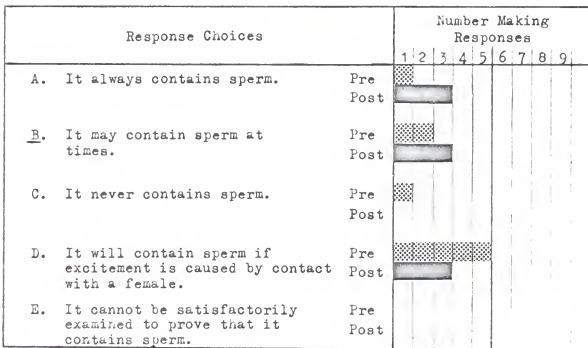 Number Making
Response Choices Responses
1 2 3 4 5 6 7 8 9
A. It always contains sperm. Pre
Post
B. It may contain sperm at Pre
times. Post
C. It never contains sperm. Pre
Post
D. It will contain sperm if Pre
excitement is caused by contact Post
with a female.
E. It cannot be satisfactorily Pre
examined to prove that it Post
contains sperm.